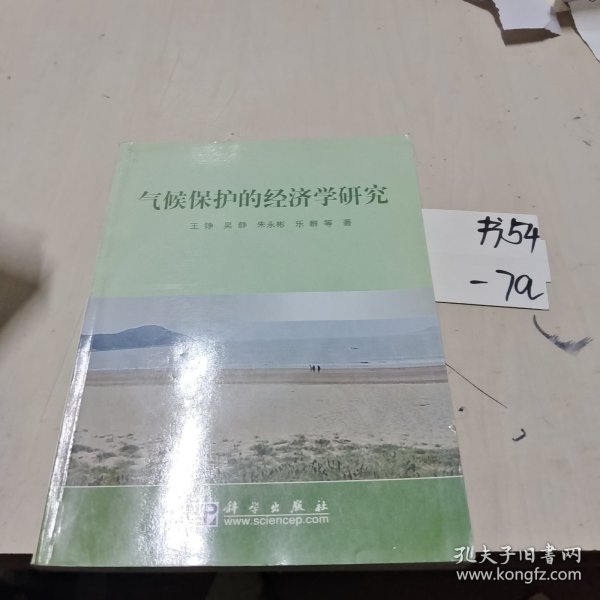 气候保护的经济学研究
王铮 吴静 朱永彬 乐群等 著
书54
-7a
科学出版社
www.sciencep.com
孔夫子旧书网
www.kongfz.com